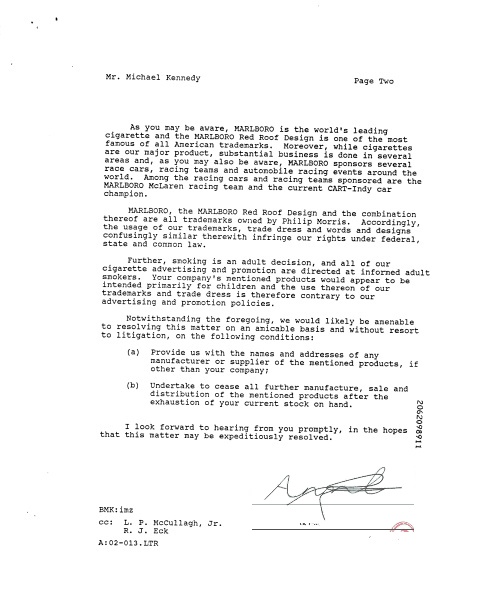 Mr. Michael Kennedy
Page Two
As you may be aware, MARLBORO is the world's leading
cigarette and the MARLBORO Red Roof Design is one of the most
famous of all American trademarks. Moreover, while cigarettes
are our major product, substantial business is done in several
areas and, as you may also be aware, MARLBORO sponsors several
race cars, racing teams and automobile racing events around the
world. Among the racing cars and racing teams sponsored are the
MARLBORO McLaren racing team and the current CART-Indy car
champion.
MARLBORO, the MARLBORO Red Roof Design and the combination
thereof are all trademarks owned by Philip Morris. Accordingly,
the usage of our trademarks, trade dress and words and designs
confusingly similar therewith infringe our rights under federal,
state and common law.
Further, smoking is an adult decision, and all of our
cigarette advertising and promotion are directed at informed adult
smokers. Your company's mentioned products would appear to be
intended primarily for children and the use thereon of our
trademarks and trade dress is therefore contrary to our
advertising and promotion policies.
Notwithstanding the foregoing, we would likely be amenable
to resolving this matter on an amicable basis and without resort
to litigation, on the following conditions:
(a) Provide us with the names and addresses of any
manufacturer or supplier of the mentioned products, if
other than your company;
(b) Undertake to cease all further manufacture, sale and
distribution of the mentioned products after the
exhaustion of your current stock on hand.
I look forward to hearing from you promptly, in the hopes
that this matter may be expeditiously resolved.
2062098911
BMK:imz
cc: L. P. McCullagh, Jr.
R. J. Eck
A:02-013.LTR